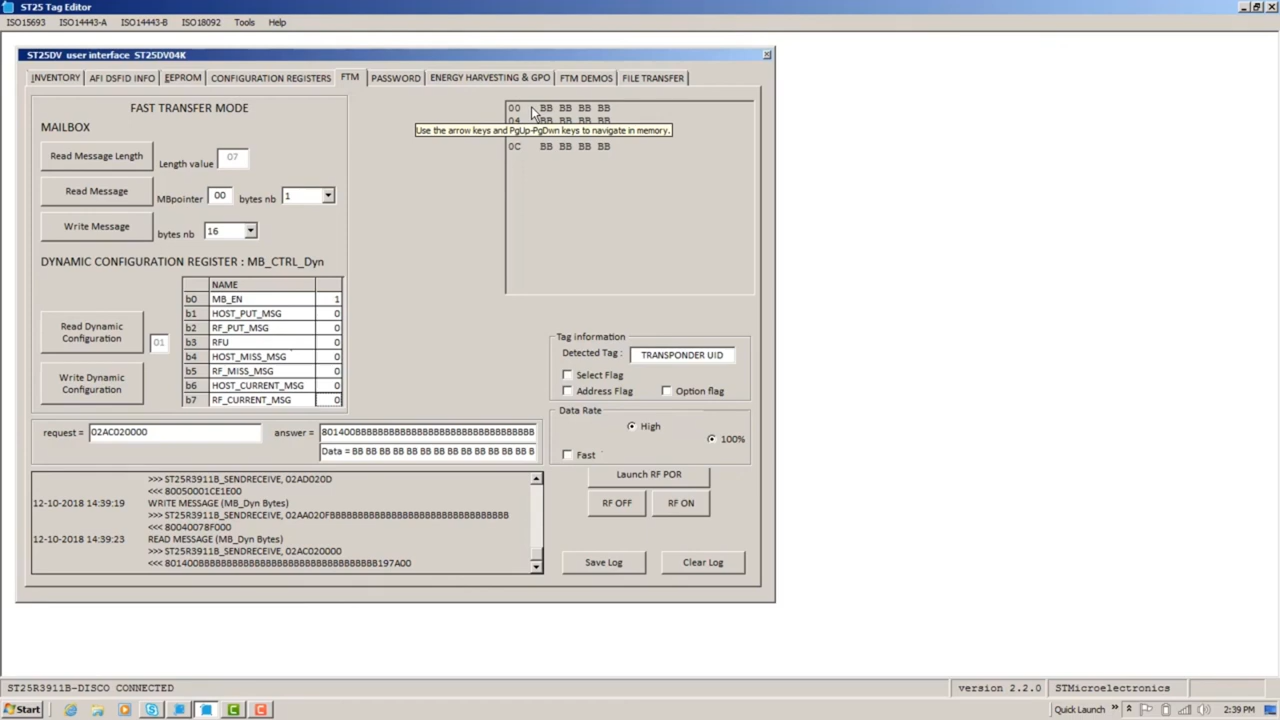 ST25 Tag Editor
ISO15693 ISO14443-A ISO14443-B ISO18092 Tools Help
ST25DV user interface ST25DV04K
INVENTORY AFI DSFID INFO EEPROM CONFIGURATION REGISTERS FTM PASSWORD ENERGY HARVESTING & GPO FTM DEMOS FILE TRANSFER
FAST TRANSFER MODE
MAILBOX
Read Message Length Length value 07
Read Message MBpointer 00 bytes nb 1
Write Message bytes nb 16
DYNAMIC CONFIGURATION REGISTER : MB_CTRL_Dyn
NAME
b0 MB_EN 1
b1 HOST_PUT_MSG 0
b2 RF_PUT_MSG 0
b3 RFU 0
b4 HOST_MISS_MSG 0
b5 RF_MISS_MSG 0
b6 HOST_CURRENT_MSG 0
b7 RF_CURRENT_MSG 0
Read Dynamic
Configuration 01
Write Dynamic
Configuration
00 BB BB BB BB
04 BB BB BB BB
Use the arrow keys and PgUp-PgDwn keys to navigate in memory.
0C BB BB BB BB
Tag information
Detected Tag : TRANSPONDER UID
Select Flag
Address Flag Option flag
Data Rate
High
100%
Fast
request = 02AC020000 answer = 801400BBBBBBBBBBBBBBBBBBBBBBBBBBBBBB
Data = BB BB BB BB BB BB BB BB BB BB BB BB BB B
>>> ST25R3911B_SENDRECEIVE, 02AD020D
<<< 80050001CE1E00
12-10-2018 14:39:19 WRITE MESSAGE (MB_Dyn Bytes)
>>> ST25R3911B_SENDRECEIVE, 02AA020FBBBBBBBBBBBBBBBBBBBBBBBBBBBBBBBB
<<< 80040078F000
12-10-2018 14:39:23 READ MESSAGE (MB_Dyn Bytes)
>>> ST25R3911B_SENDRECEIVE, 02AC020000
<<< 801400BBBBBBBBBBBBBBBBBBBBBBBBBBBBBBBB197A00
Launch RF POR
RF OFF RF ON
Save Log Clear Log
ST25R3911B-DISCO CONNECTED version 2.2.0 STMicroelectronics
Start Quick Launch 2:39 PM